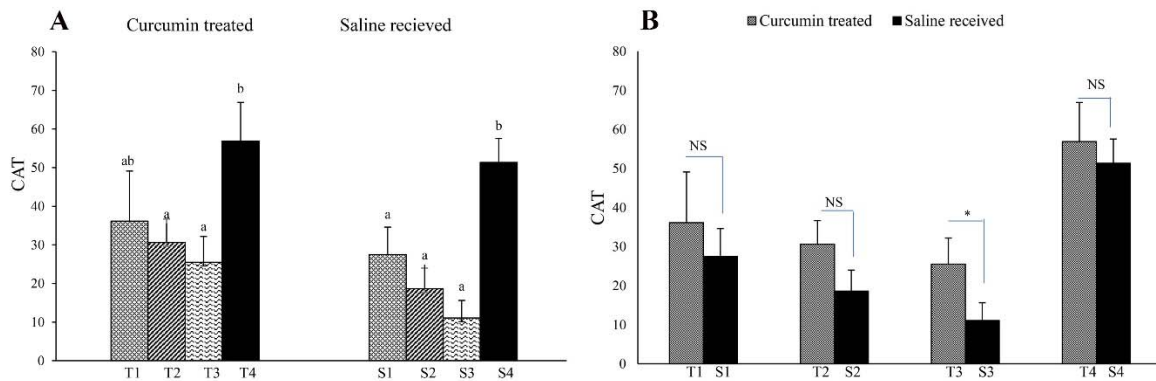 A
Curcumin treated Saline recieved
CAT
80
70
60
50
40
30
20
10
0
ab a a b
a a a b
T1 T2 T3 T4 S1 S2 S3 S4
B
Curcumin treated Saline received
CAT
80
70
60
50
40
30
20
10
0
NS NS * NS
T1 S1 T2 S2 T3 S3 T4 S4